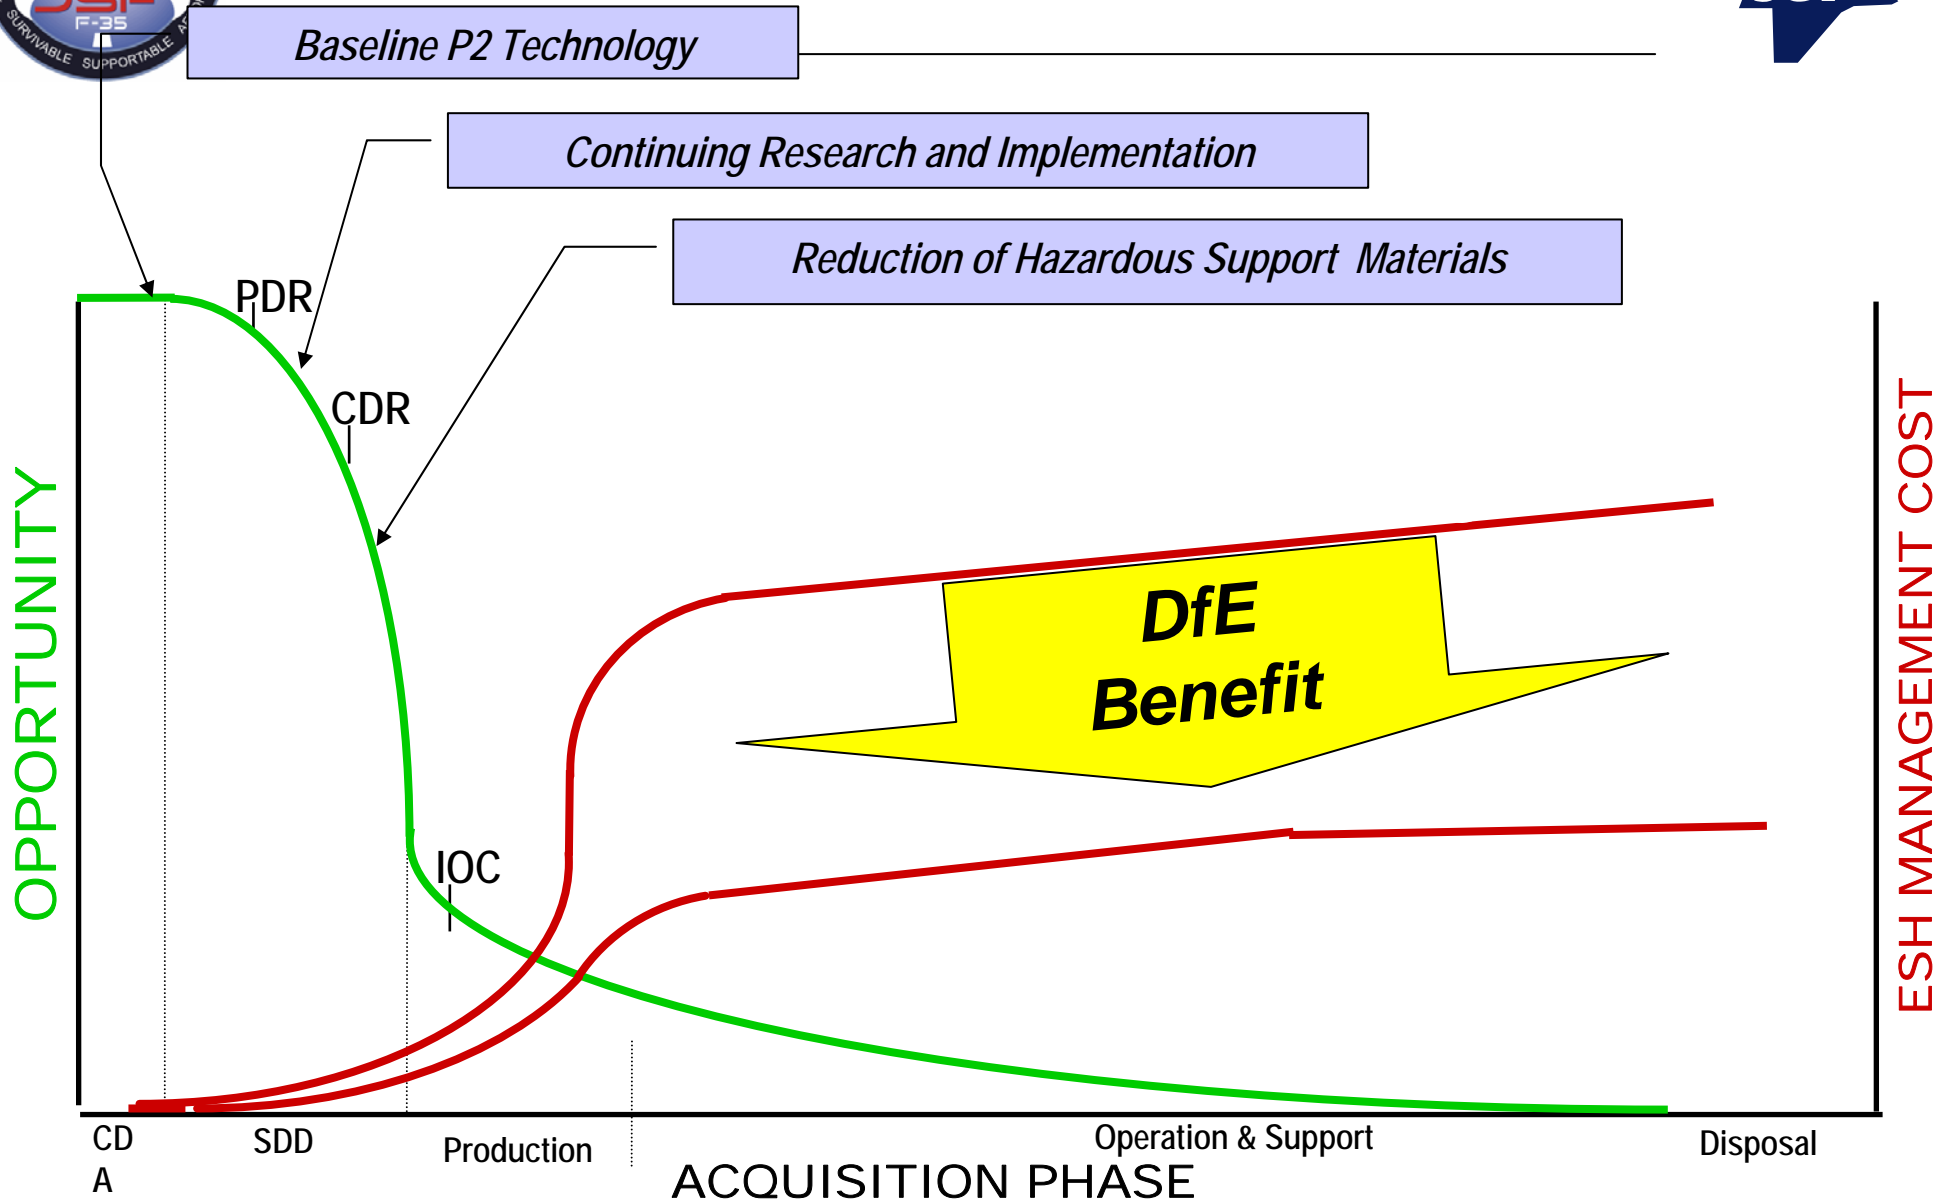 F-35
SURVIVABLE SUPPORTABLE
Baseline P2 Technology
Continuing Research and Implementation
Reduction of Hazardous Support Materials
PDR
CDR
IOC
OPPORTUNITY
ESH MANAGEMENT COST
DfE
Benefit
CD
A
SDD
Production
Operation & Support
Disposal
ACQUISITION PHASE